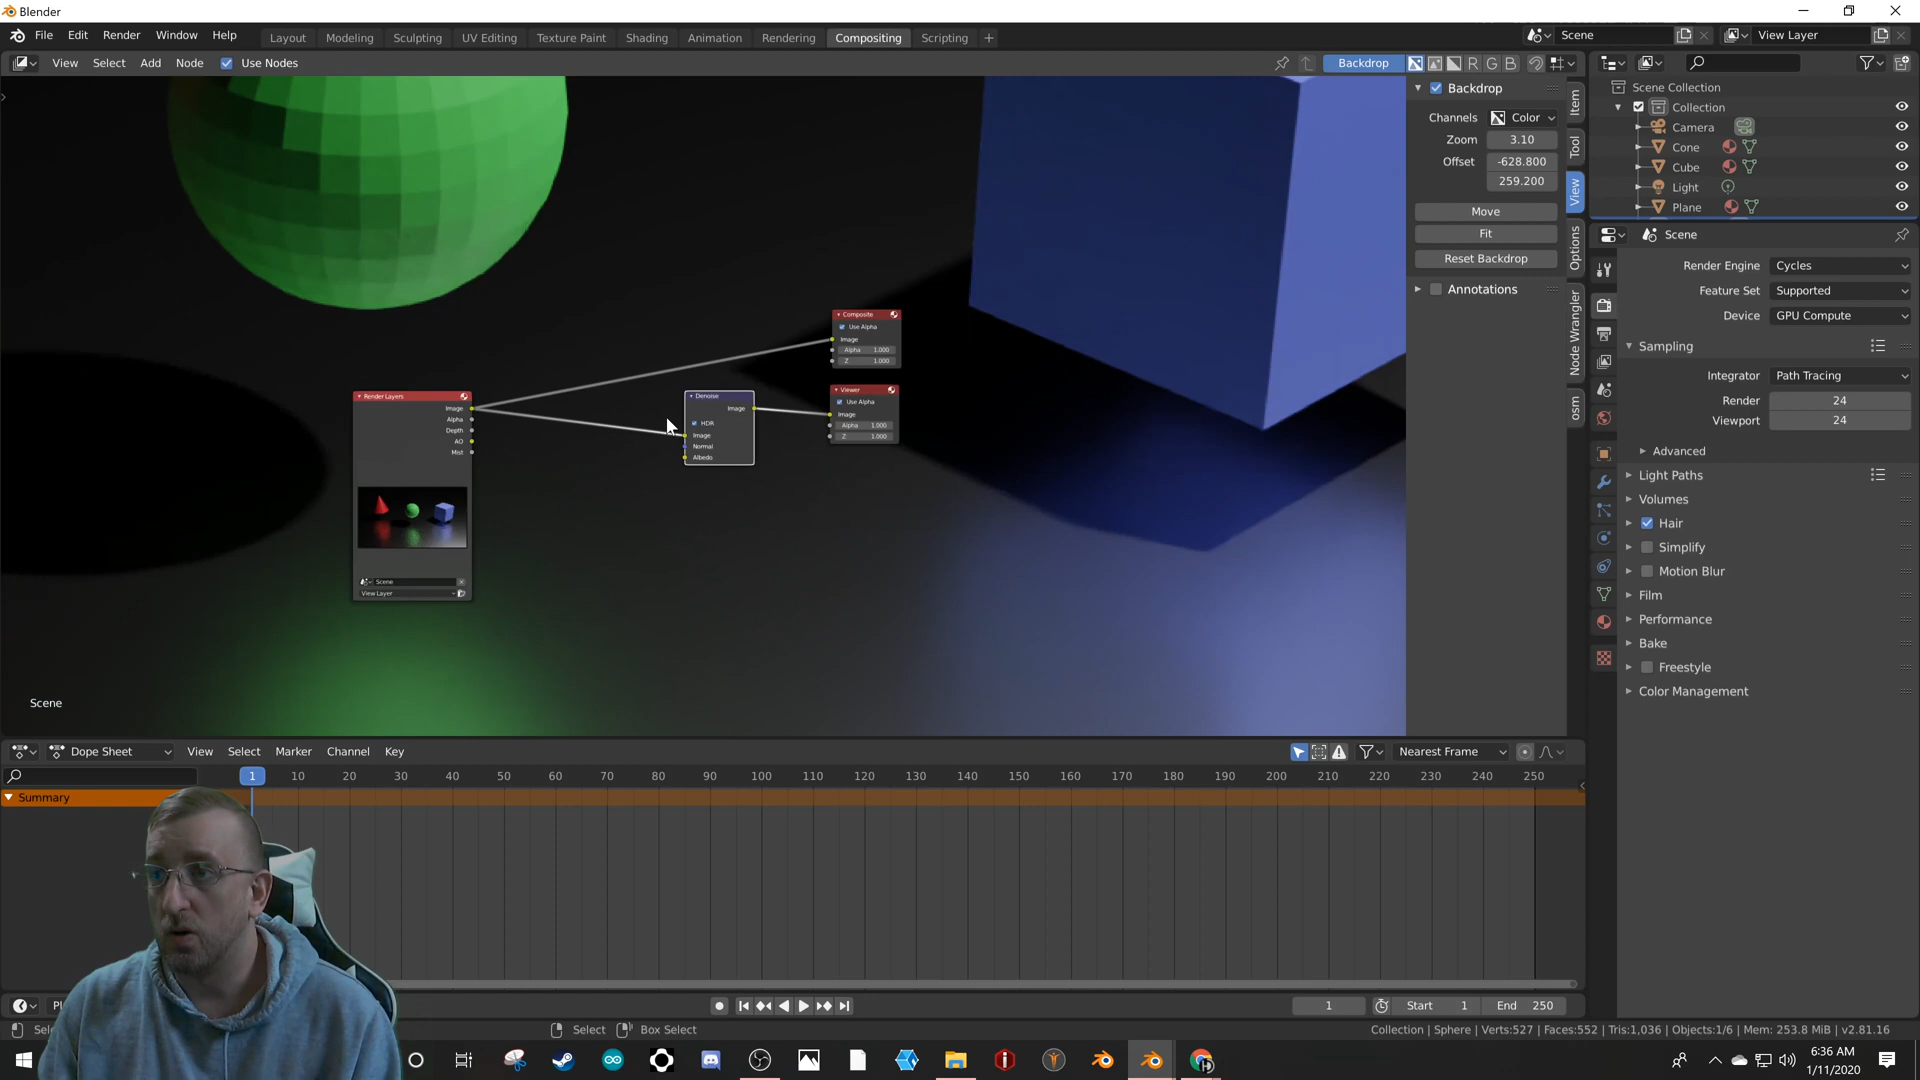 Blender
File Edit Render Window Help Layout Modeling Sculpting UV Editing Texture Paint Shading Animation Rendering Compositing Scripting + Scene View Layer
View Select Add Node Use Nodes Backdrop R G B
Backdrop
Channels Color
Zoom 3.10
Offset -628.800
259.200
Move
Fit
Reset Backdrop
Annotations
Item
Tool
View
Options
Node Wrangler
osm
Scene Collection
Collection
Camera
Cone
Cube
Light
Plane
Scene
Render Engine Cycles
Feature Set Supported
Device GPU Compute
Sampling
Integrator Path Tracing
Render 24
Viewport 24
Advanced
Light Paths
Volumes
Hair
Simplify
Motion Blur
Film
Performance
Bake
Freestyle
Color Management
Composite
Use Alpha
Image
Alpha 1.000
Z 1.000
Render Layers
Image
Alpha
Depth
AO
Mist
Scene
View Layer
Denoise
Image
HDR
Image
Normal
Albedo
Viewer
Use Alpha
Image
Alpha 1.000
Z 1.000
Scene
Dope Sheet View Select Marker Channel Key Nearest Frame
1 10 20 30 40 50 60 70 80 90 100 110 120 130 140 150 160 170 180 190 200 210 220 230 240 250
Summary
1 Start 1 End 250
Select Box Select Collection | Sphere | Verts:527 | Faces:552 | Tris:1,036 | Objects:1/6 | Mem: 253.8 MiB | v2.81.16
6:36 AM
1/11/2020